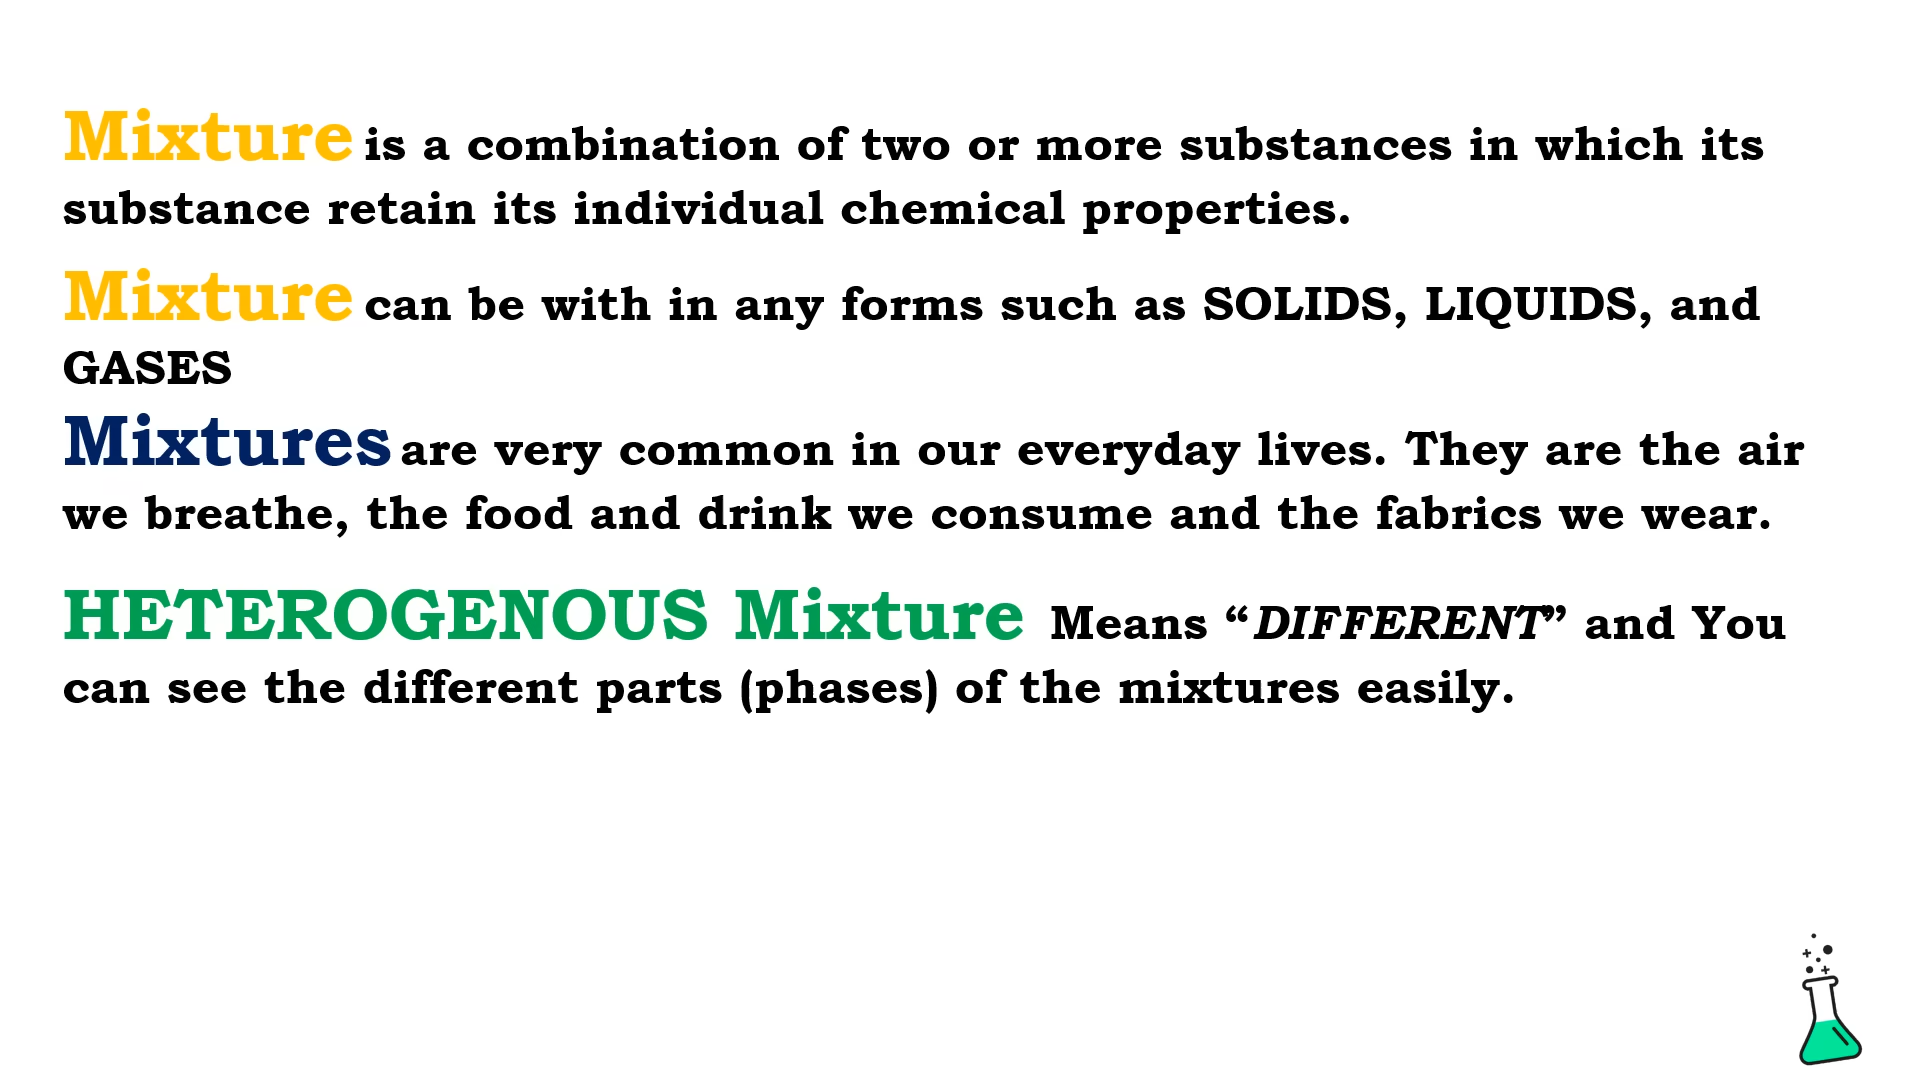 Mixture is a combination of two or more substances in which its
substance retain its individual chemical properties.
Mixture can be with in any forms such as SOLIDS, LIQUIDS, and
GASES
Mixtures are very common in our everyday lives. They are the air
we breathe, the food and drink we consume and the fabrics we wear.
HETEROGENOUS Mixture Means “DIFFERENT” and You
can see the different parts (phases) of the mixtures easily.